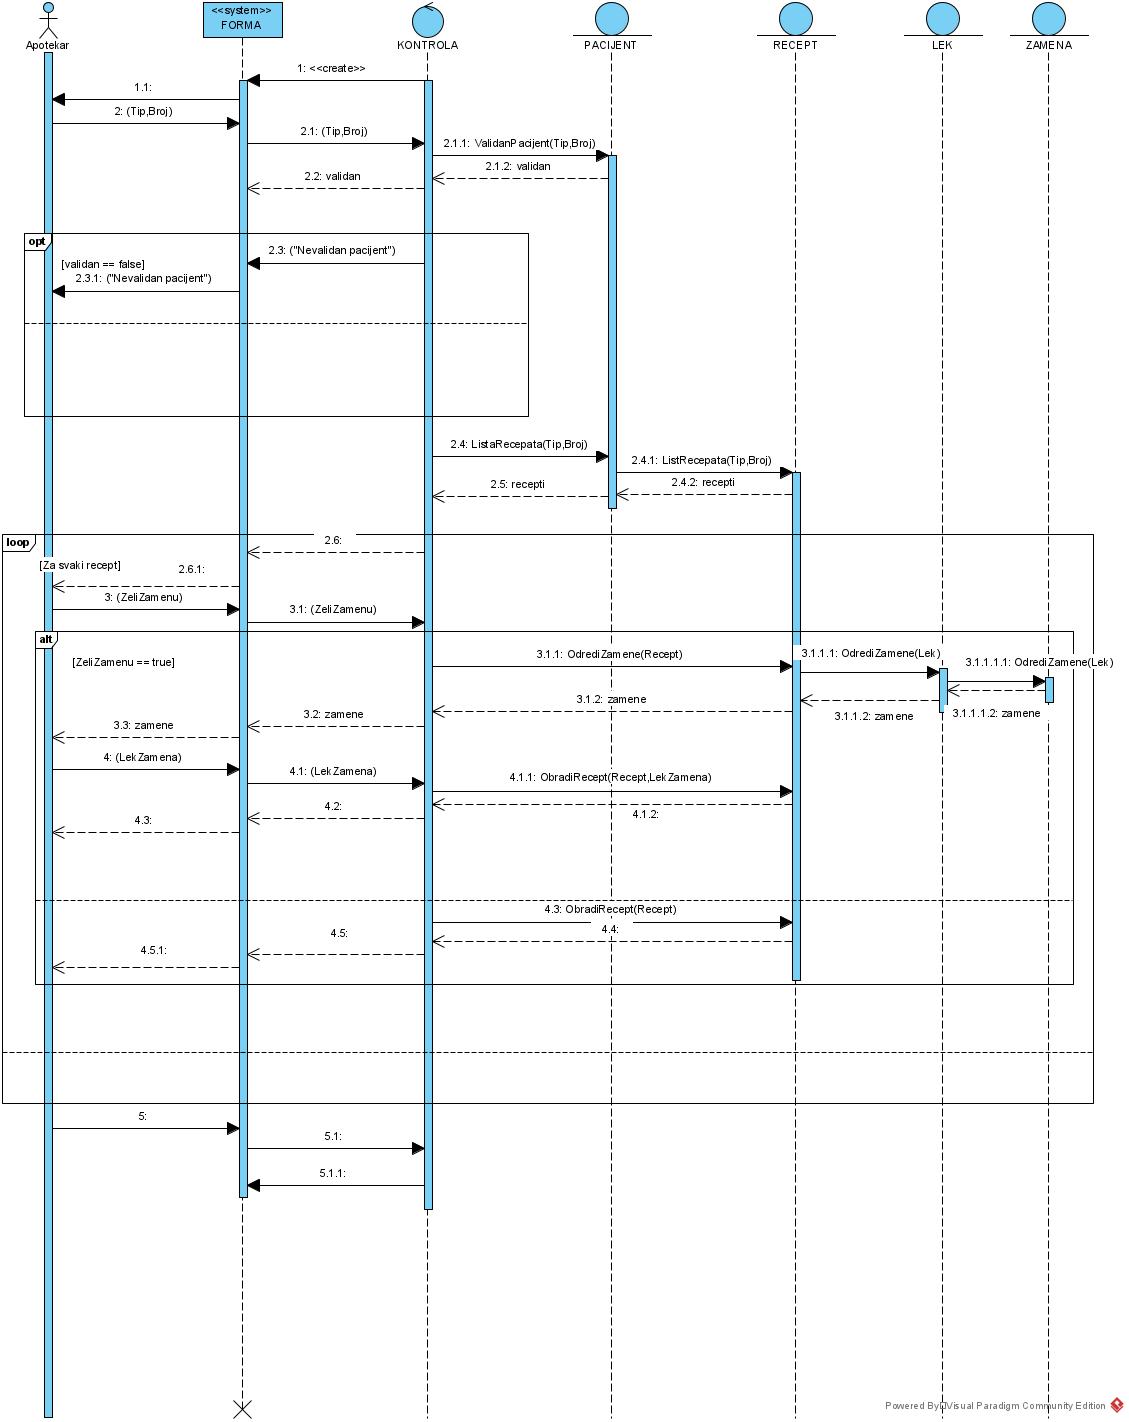 <<system>>
FORMA
Apotekar
KONTROLA
PACIJENT
RECEPT
LEK
ZAMENA
1: <<create>>
1.1:
2: (Tip,Broj)
2.1: (Tip,Broj)
2.1.1: ValidanPacijent(Tip,Broj)
2.1.2: validan
2.2: validan
opt
2.3: ("Nevalidan pacijent")
[validan == false]
2.3.1: ("Nevalidan pacijent")
2.4: ListaRecepata(Tip,Broj)
2.4.1: ListRecepata(Tip,Broj)
2.4.2: recepti
2.5: recepti
loop
2.6:
[Za svaki recept]
2.6.1:
3: (ZeliZamenu)
3.1: (ZeliZamenu)
alt
[ZeliZamenu == true]
3.1.1: OdrediZamene(Recept)
3.1.1.1: OdrediZamene(Lek)
3.1.1.1.1: OdrediZamene(Lek)
3.1.1.1.2: zamene
3.1.1.2: zamene
3.1.2: zamene
3.2: zamene
3.3: zamene
4: (LekZamena)
4.1: (LekZamena)
4.1.1: ObradiRecept(Recept,LekZamena)
4.1.2:
4.2:
4.3:
4.3: ObradiRecept(Recept)
4.4:
4.5:
4.5.1:
5:
5.1:
5.1.1:
Powered By Visual Paradigm Community Edition